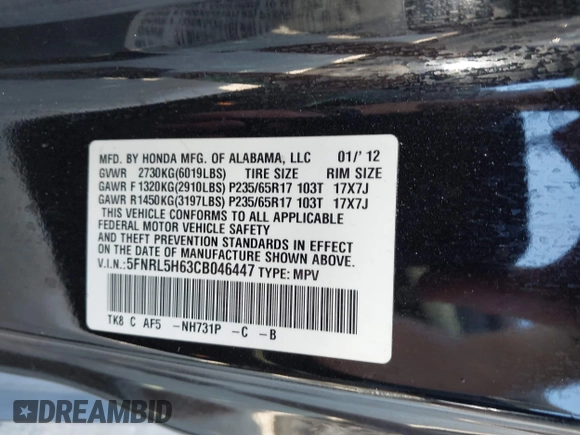 MFD. BY HONDA MFG. OF ALABAMA, LLC 01/'12
GVWR 2730KG(6019LBS) TIRE SIZE RIM SIZE
GAWR F 1320KG(2910LBS) P235/65R17 103T 17X7J
GAWR R1450KG(3197LBS) P235/65R17 103T 17X7J
THIS VEHICLE CONFORMS TO ALL APPLICABLE
FEDERAL MOTOR VEHICLE SAFETY
AND THEFT PREVENTION STANDARDS IN EFFECT
ON THE DATE OF MANUFACTURE SHOWN ABOVE.
V.I.N.:5FNRL5H63CB046447 TYPE: MPV
TK8 C AF5 -NH731P -C -B
DREAMBID